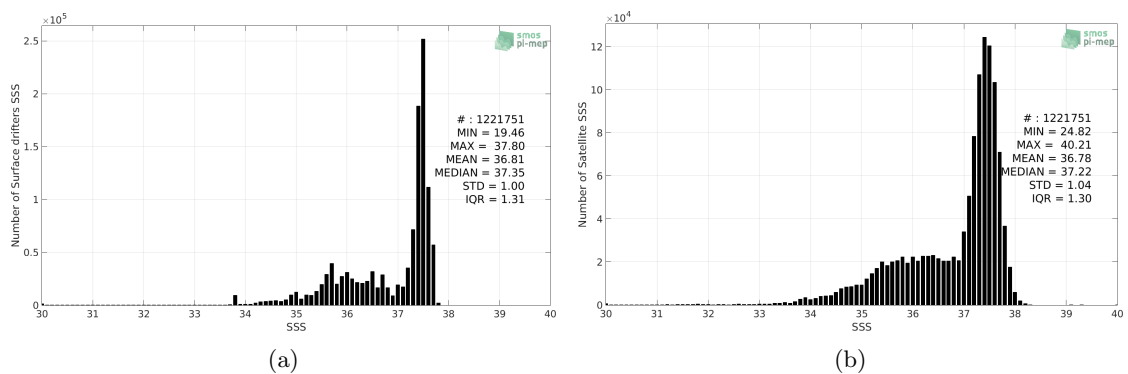 ×10⁵
2.5
2
1.5
1
0.5
0
Number of Surface drifters SSS
30 31 32 33 34 35 36 37 38 39 40
SSS
smos
pi-mep
# : 1221751
MIN = 19.46
MAX = 37.80
MEAN = 36.81
MEDIAN = 37.35
STD = 1.00
IQR = 1.31
(a)
×10⁴
12
10
8
6
4
2
0
Number of Satellite SSS
30 31 32 33 34 35 36 37 38 39 40
SSS
smos
pi-mep
# : 1221751
MIN = 24.82
MAX = 40.21
MEAN = 36.78
MEDIAN = 37.22
STD = 1.04
IQR = 1.30
(b)